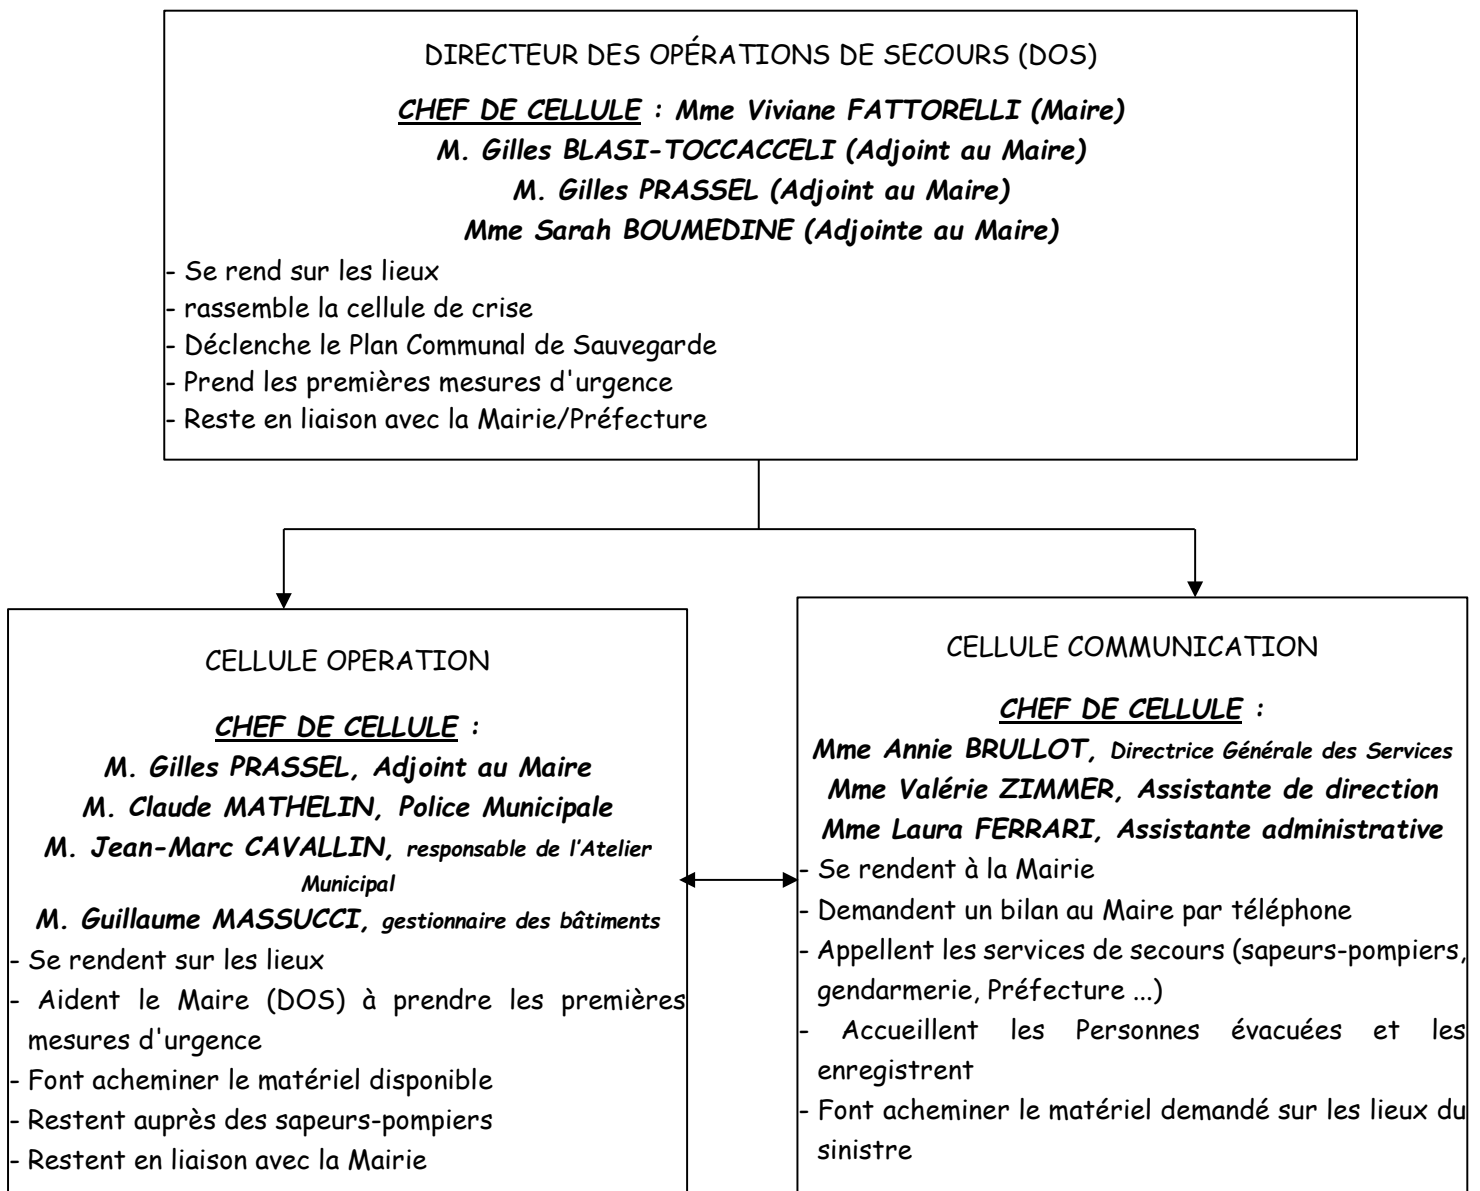 DIRECTEUR DES OPÉRATIONS DE SECOURS (DOS)
CHEF DE CELLULE : Mme Viviane FATTORELLI (Maire)
M. Gilles BLASI-TOCCACCELI (Adjoint au Maire)
M. Gilles PRASSEL (Adjoint au Maire)
Mme Sarah BOUMEDINE (Adjointe au Maire)
- Se rend sur les lieux
- rassemble la cellule de crise
- Déclenche le Plan Communal de Sauvegarde
- Prend les premières mesures d'urgence
- Reste en liaison avec la Mairie/Préfecture
CELLULE OPERATION
CHEF DE CELLULE :
M. Gilles PRASSEL, Adjoint au Maire
M. Claude MATHELIN, Police Municipale
M. Jean-Marc CAVALLIN, responsable de l'Atelier
Municipal
M. Guillaume MASSUCCI, gestionnaire des bâtiments
- Se rendent sur les lieux
- Aident le Maire (DOS) à prendre les premières
mesures d'urgence
- Font acheminer le matériel disponible
- Restent auprès des sapeurs-pompiers
- Restent en liaison avec la Mairie
CELLULE COMMUNICATION
CHEF DE CELLULE :
Mme Annie BRULLOT, Directrice Générale des Services
Mme Valérie ZIMMER, Assistante de direction
Mme Laura FERRARI, Assistante administrative
- Se rendent à la Mairie
- Demandent un bilan au Maire par téléphone
- Appellent les services de secours (sapeurs-pompiers,
gendarmerie, Préfecture ...)
- Accueillent les Personnes évacuées et les
enregistrent
- Font acheminer le matériel demandé sur les lieux du
sinistre